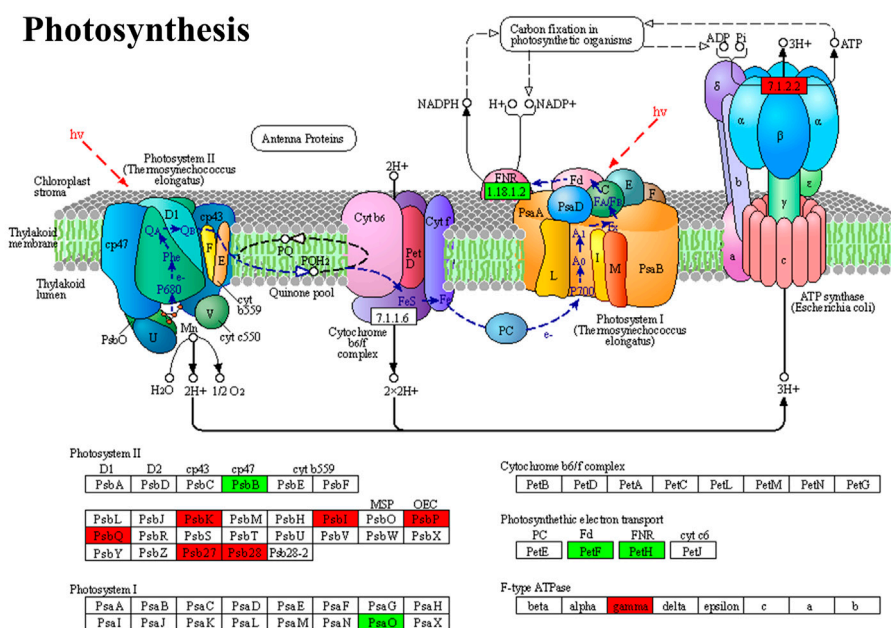 Photosynthesis
Carbon fixation in
photosynthetic organisms
ADP Pi
3H+
ATP
NADPH
H+
NADP+
7.1.2.2
δ
α
β
α
hν
hν
Antenna Proteins
Photosystem II
(Thermosynechococcus
elongatus)
2H+
FNR
1.18.1.2
Fd
C
E
F
FA/FB
Chloroplast
stroma
D1
cp43
cp47
QA
QB
F
E
Cyt b6
Cyt f
Pet
D
PsaA
PsaD
A1
Fx
b
ε
γ
Thylakoid
membrane
Phe
PQ
POH2
A0
L
I
M
PsaB
a
c
Thylakoid
lumen
e-
P680
Quinone pool
FeS
Fe
P700
cyt
b559
V
PsbO
U
Mn
cyt c550
7.1.1.6
Cytochrome
b6/f
complex
PC
e-
Photosystem I
(Thermosynechococcus
elongatus)
ATP synthase
(Escherichia coli)
H2O
2H+
1/2 O2
2×2H+
3H+
Photosystem II
D1 D2 cp43 cp47 cyt b559
PsbA PsbD PsbC PsbB PsbE PsbF
MSP OEC
PsbL PsbJ PsbK PsbM PsbH PsbI PsbO PsbP
PsbQ PsbR PsbS PsbT PsbU PsbV PsbW PsbX
PsbY PsbZ Psb27 Psb28 Psb28-2
Photosystem I
PsaA PsaB PsaC PsaD PsaE PsaF PsaG PsaH
PsaI PsaJ PsaK PsaL PsaM PsaN PsaO PsaX
Cytochrome b6/f complex
PetB PetD PetA PetC PetL PetM PetN PetG
Photosynthethic electron transport
PC Fd FNR cyt c6
PetE PetF PetH PetJ
F-type ATPase
beta alpha gamma delta epsilon c a b